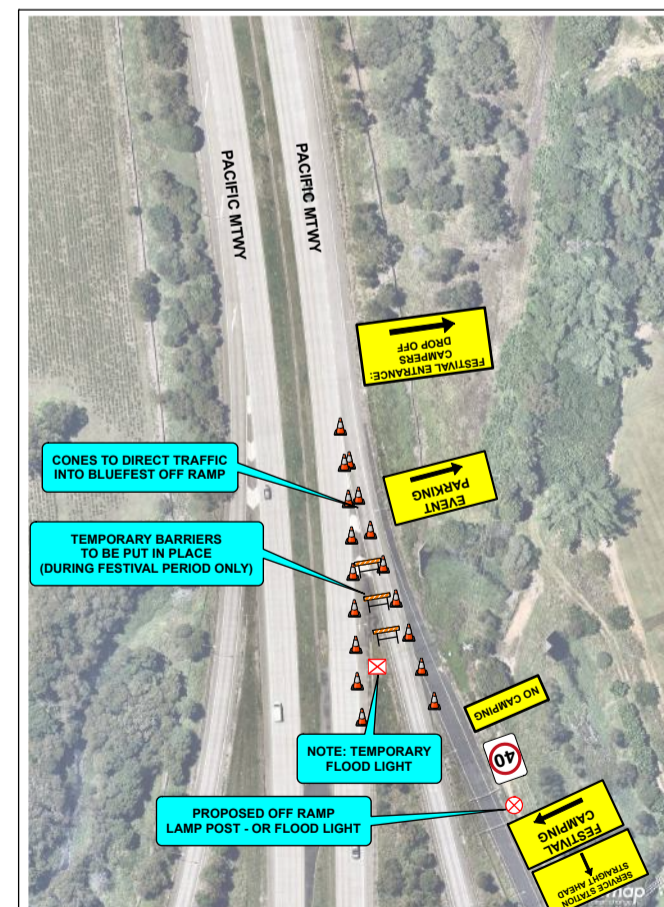 PACIFIC MTWY
PACIFIC MTWY
FESTIVAL ENTRANCE:
CAMPERS
DROP OFF
CONES TO DIRECT TRAFFIC
INTO BLUEFEST OFF RAMP
EVENT
PARKING
TEMPORARY BARRIERS
TO BE PUT IN PLACE
(DURING FESTIVAL PERIOD ONLY)
NO CAMPING
NOTE: TEMPORARY
FLOOD LIGHT
40
PROPOSED OFF RAMP
LAMP POST - OR FLOOD LIGHT
FESTIVAL
CAMPING
SERVICE STATION
STRAIGHT AHEAD
map